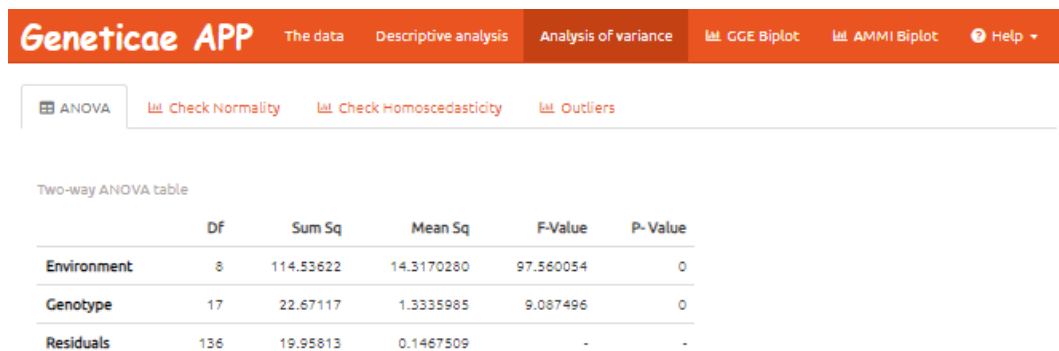 Geneticae APP The data Descriptive analysis Analysis of variance GGE Biplot AMMI Biplot Help
ANOVA Check Normality Check Homoscedasticity Outliers
Two-way ANOVA table
Df Sum Sq Mean Sq F-Value P- Value
Environment 8 114.53622 14.3170280 97.560054 0
Genotype 17 22.67117 1.3335985 9.087496 0
Residuals 136 19.95813 0.1467509 - -